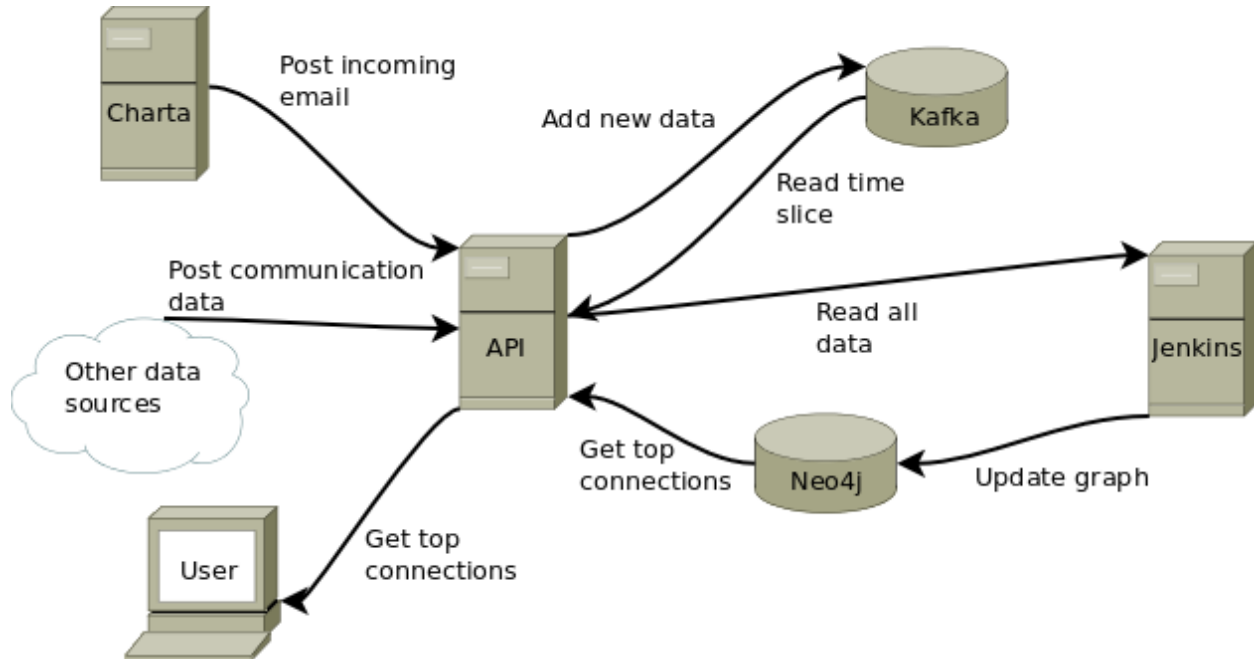 Post incoming
email
Charta
Add new data
Kafka
Read time
slice
Post communication
data
API
Read all
data
Jenkins
Other data
sources
Get top
connections
Neo4j
Update graph
User
Get top
connections